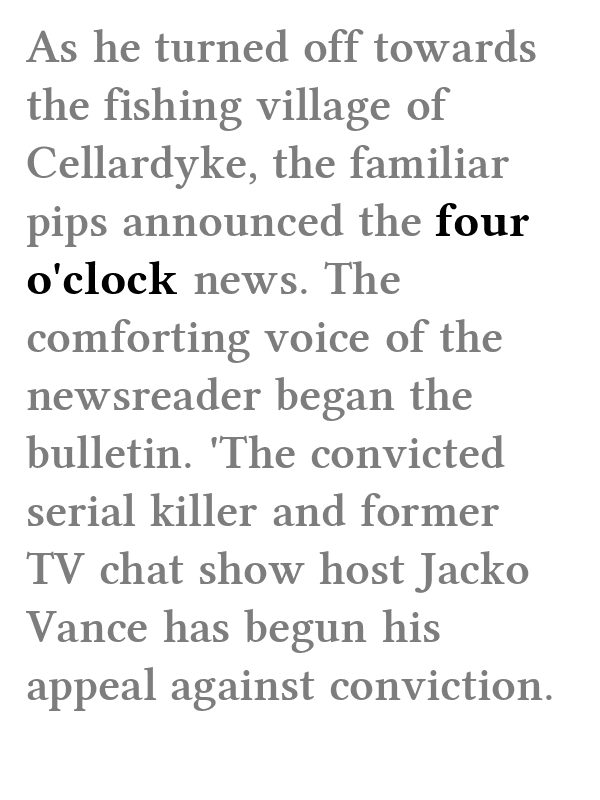 As he turned off towards
the fishing village of
Cellardyke, the familiar
pips announced the four
o'clock news. The
comforting voice of the
newsreader began the
bulletin. 'The convicted
serial killer and former
TV chat show host Jacko
Vance has begun his
appeal against conviction.